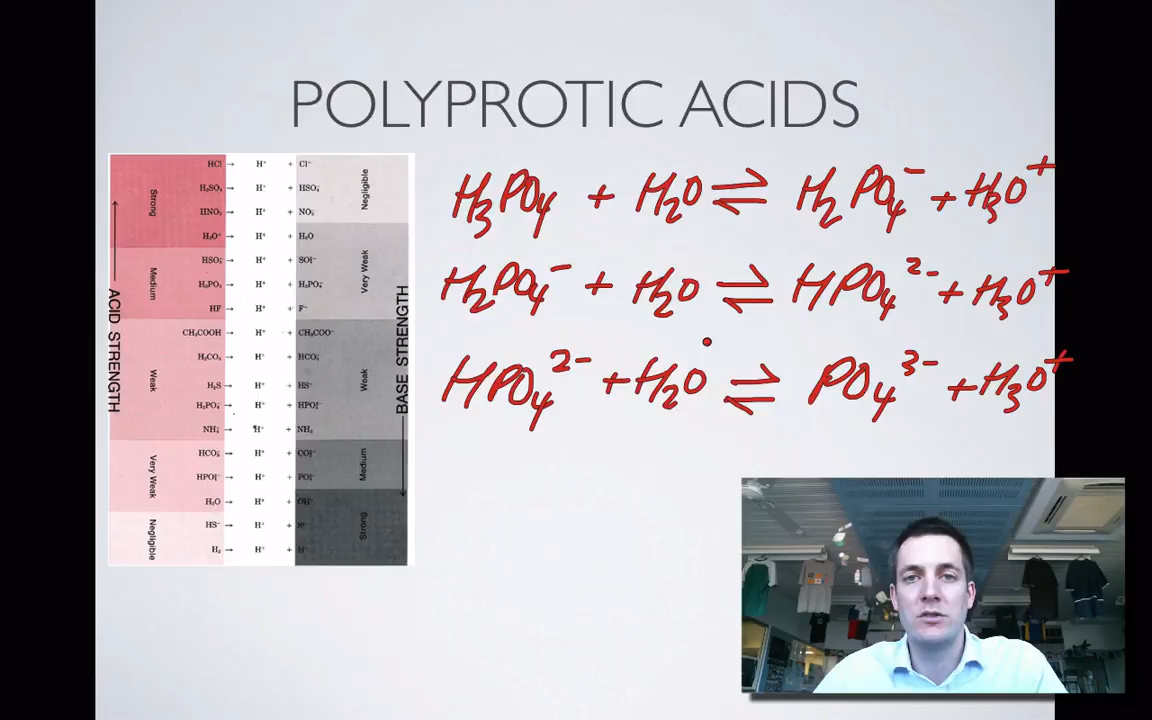 POLYPROTIC ACIDS
H₃PO₄ + H₂O ⇌ H₂PO₄⁻ + H₃O⁺
H₂PO₄⁻ + H₂O ⇌ HPO₄²⁻ + H₃O⁺
HPO₄²⁻ + H₂O ⇌ PO₄³⁻ + H₃O⁺
ACID STRENGTH
BASE STRENGTH
Strong
Medium
Weak
Very Weak
Negligible
Negligible
Very Weak
Weak
Medium
Strong
HCl → H⁺ + Cl⁻
H₂SO₄ → H⁺ + HSO₄⁻
HNO₃ → H⁺ + NO₃⁻
H₃O⁺ → H⁺ + H₂O
HSO₄⁻ → H⁺ + SO₄²⁻
H₃PO₄ → H⁺ + H₂PO₄⁻
HF → H⁺ + F⁻
CH₃COOH → H⁺ + CH₃COO⁻
H₂CO₃ → H⁺ + HCO₃⁻
H₂S → H⁺ + HS⁻
H₂PO₄⁻ → H⁺ + HPO₄²⁻
NH₄⁺ → H⁺ + NH₃
HCO₃⁻ → H⁺ + CO₃²⁻
HPO₄²⁻ → H⁺ + PO₄³⁻
H₂O → H⁺ + OH⁻
HS⁻ → H⁺ +
H₂ → H⁺ + H⁻